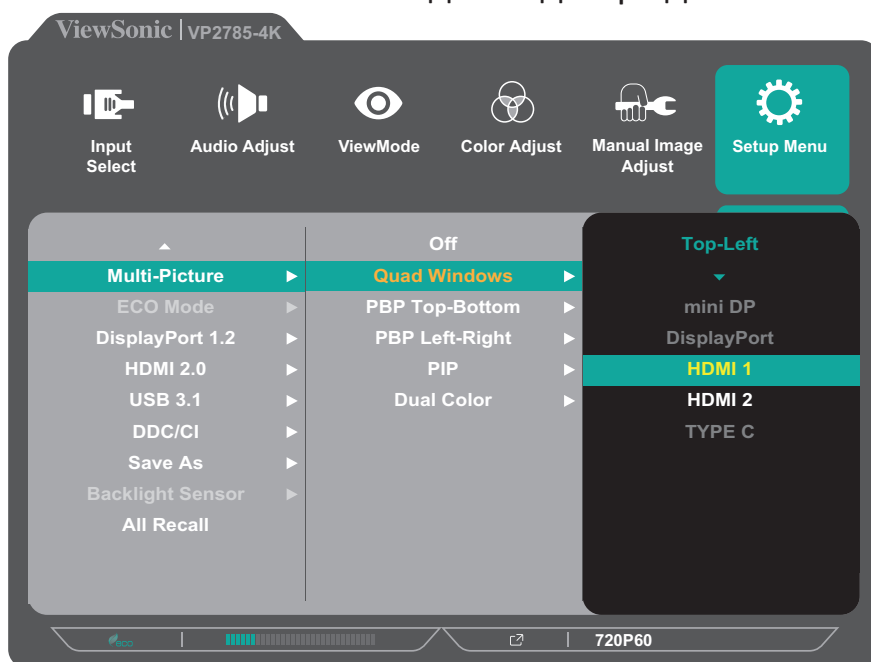 ViewSonic | VP2785-4K
Input Select
Audio Adjust
ViewMode
Color Adjust
Manual Image Adjust
Setup Menu
Multi-Picture
ECO Mode
DisplayPort 1.2
HDMI 2.0
USB 3.1
DDC/CI
Save As
Backlight Sensor
All Recall
Off
Quad Windows
PBP Top-Bottom
PBP Left-Right
PIP
Dual Color
Top-Left
mini DP
DisplayPort
HDMI 1
HDMI 2
TYPE C
eco
720P60